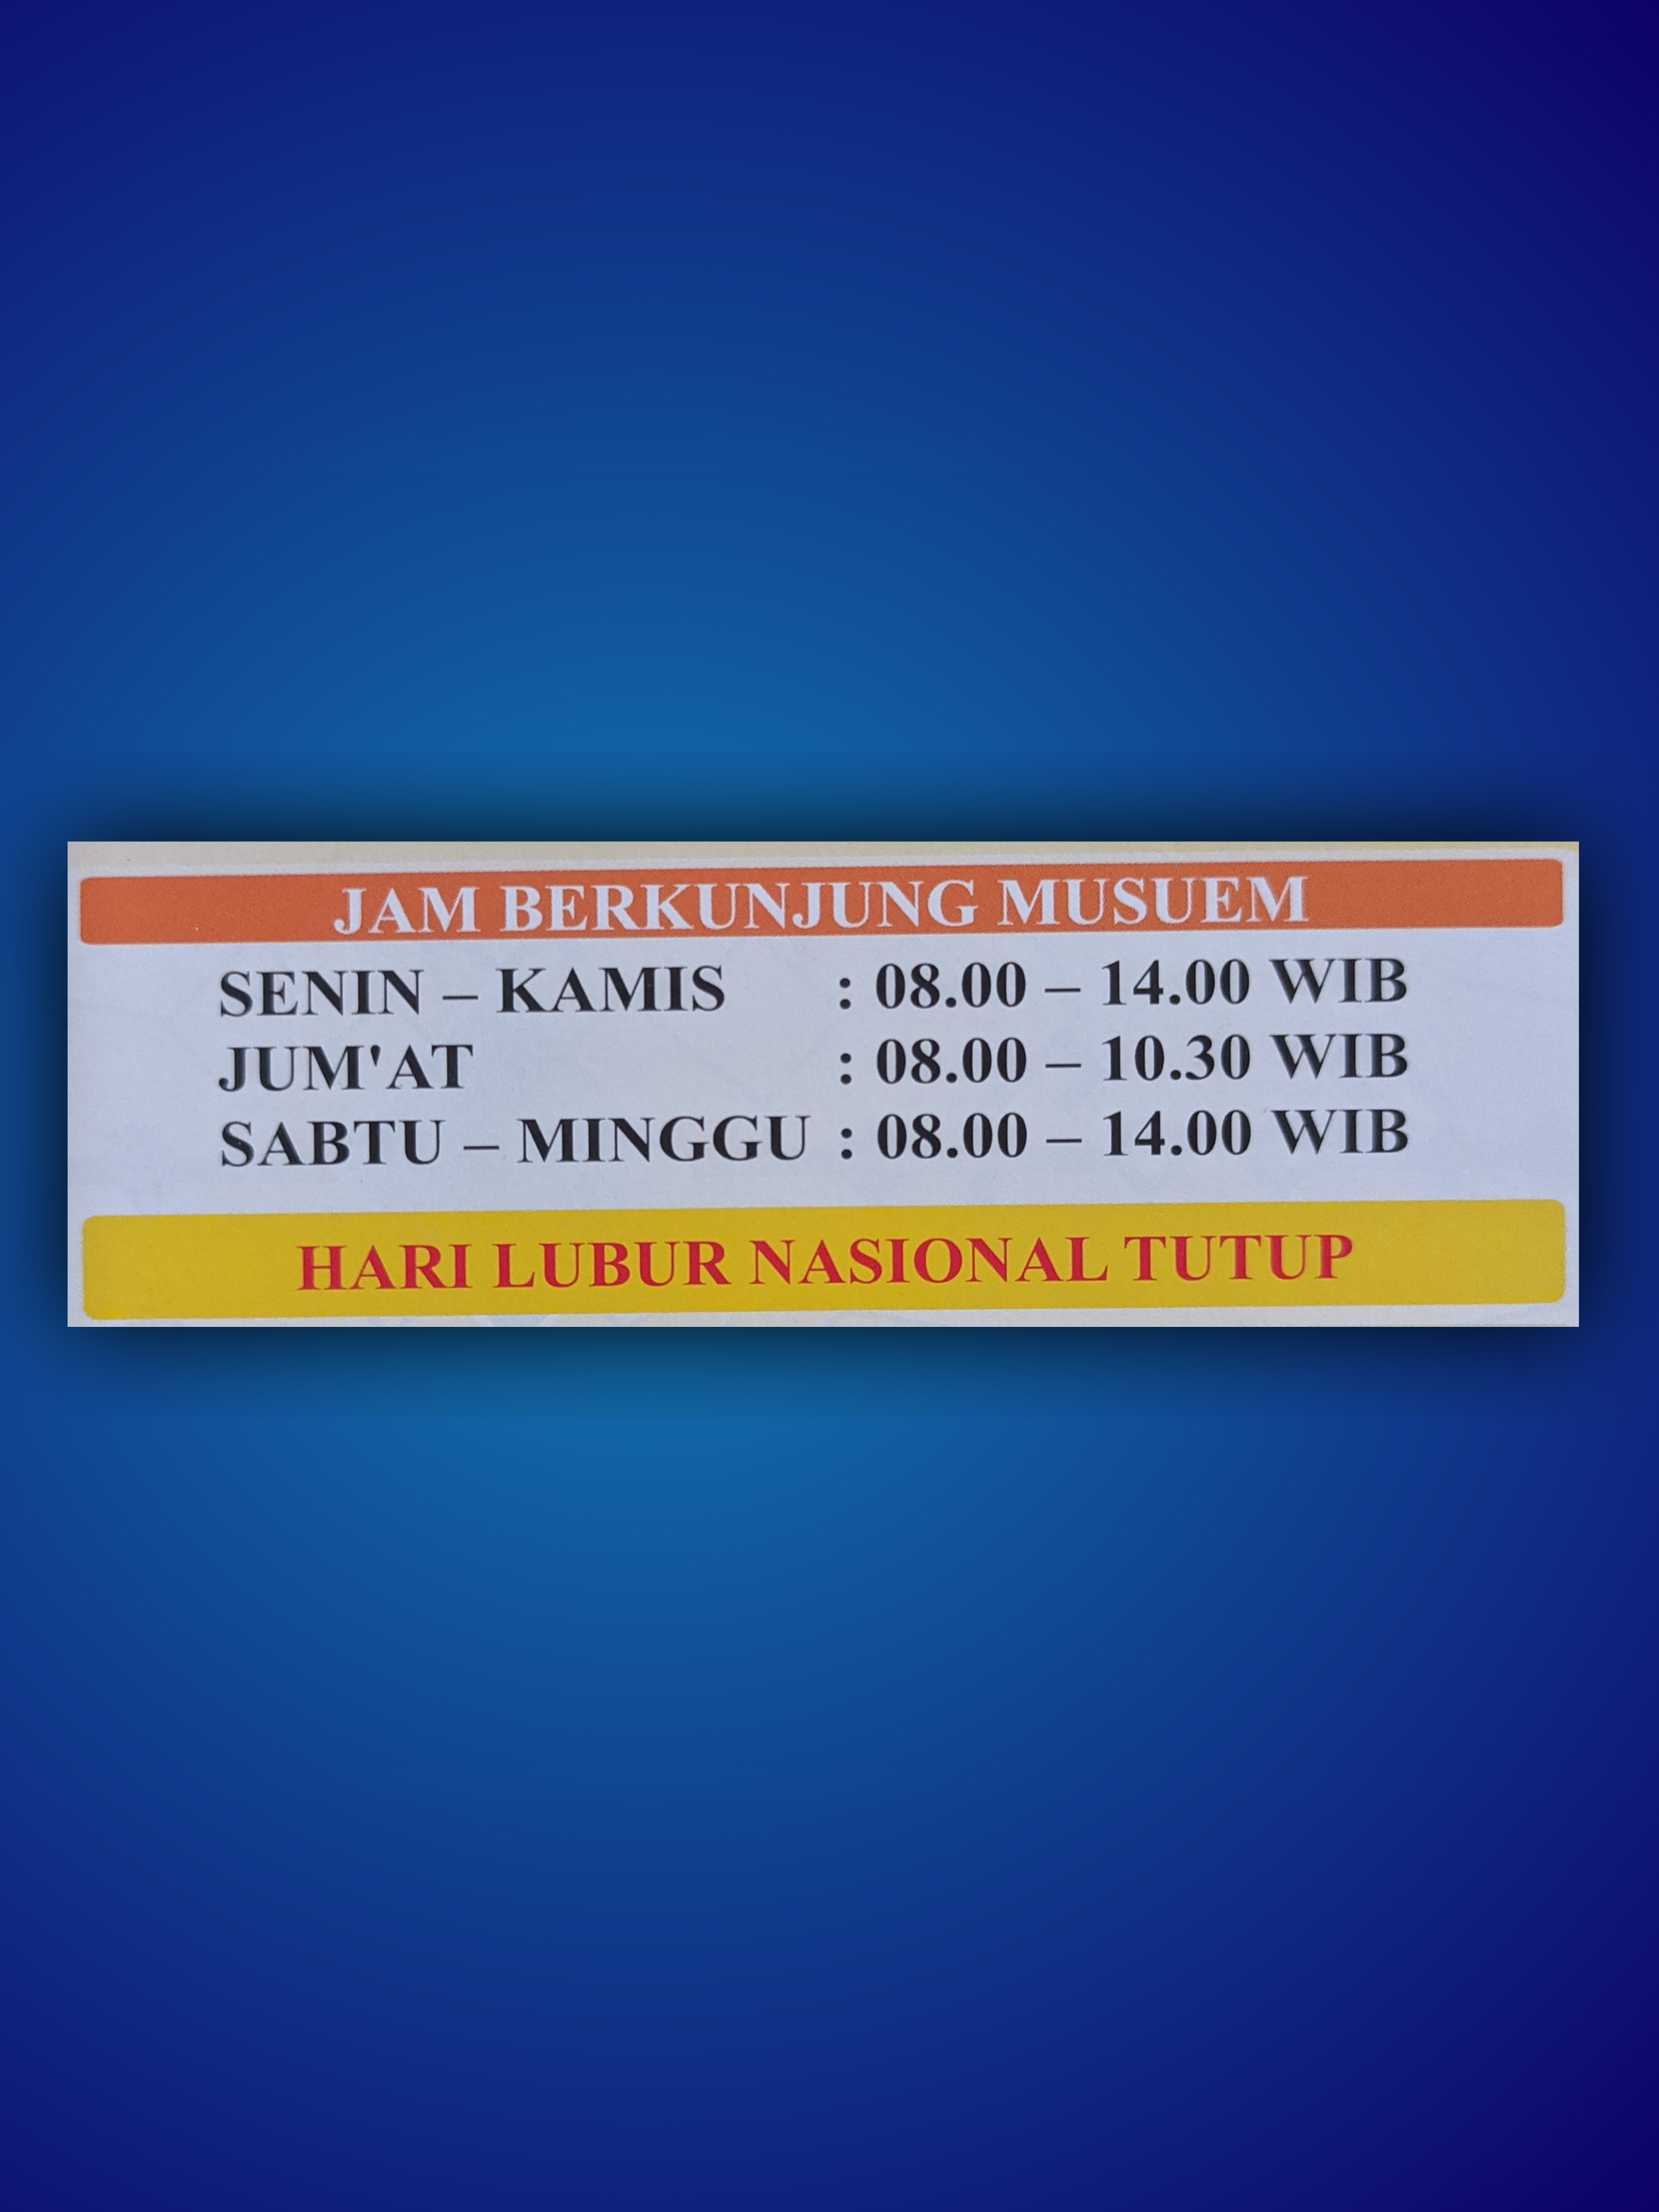 JAM BERKUNJUNG MUSUEM
SENIN – KAMIS : 08.00 – 14.00 WIB
JUM'AT : 08.00 – 10.30 WIB
SABTU – MINGGU : 08.00 – 14.00 WIB
HARI LUBUR NASIONAL TUTUP